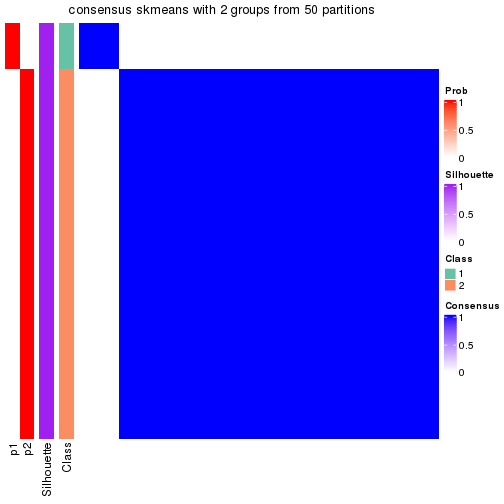 consensus skmeans with 2 groups from 50 partitions
Prob
1
0.5
0
Silhouette
1
0.5
0
Class
1
2
Consensus
1
0.5
0
p1
p2
Silhouette
Class